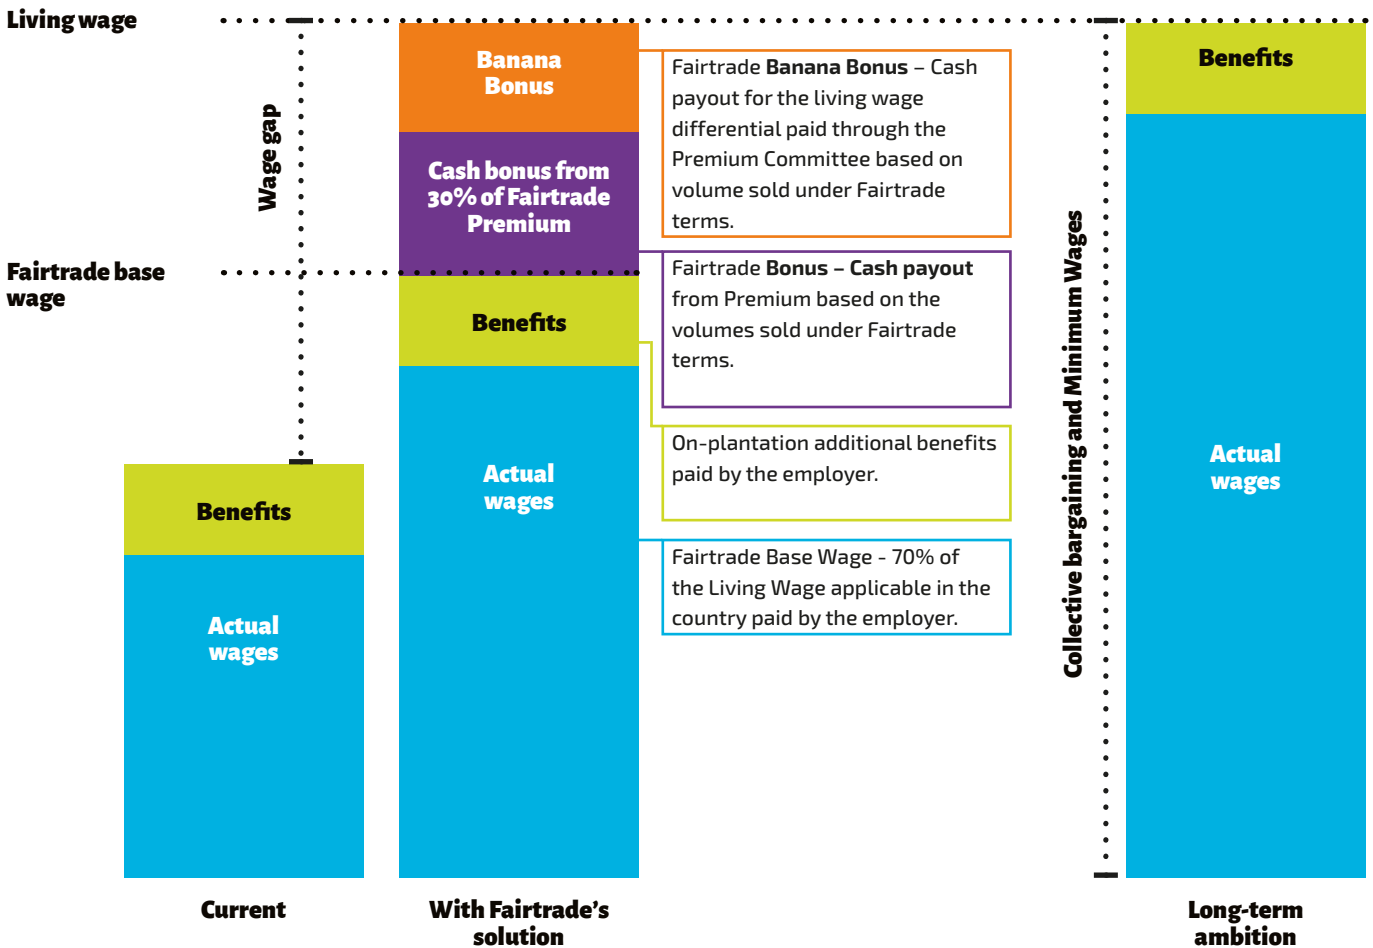 Living wage
Wage gap
Fairtrade base
wage
Benefits
Actual
wages
Current
Banana
Bonus
Cash bonus from
30% of Fairtrade
Premium
Benefits
Actual
wages
With Fairtrade's
solution
Fairtrade Banana Bonus – Cash
payout for the living wage
differential paid through the
Premium Committee based on
volume sold under Fairtrade
terms.
Fairtrade Bonus – Cash payout
from Premium based on the
volumes sold under Fairtrade
terms.
On-plantation additional benefits
paid by the employer.
Fairtrade Base Wage - 70% of
the Living Wage applicable in the
country paid by the employer.
Collective bargaining and Minimum Wages
Benefits
Actual
wages
Long-term
ambition